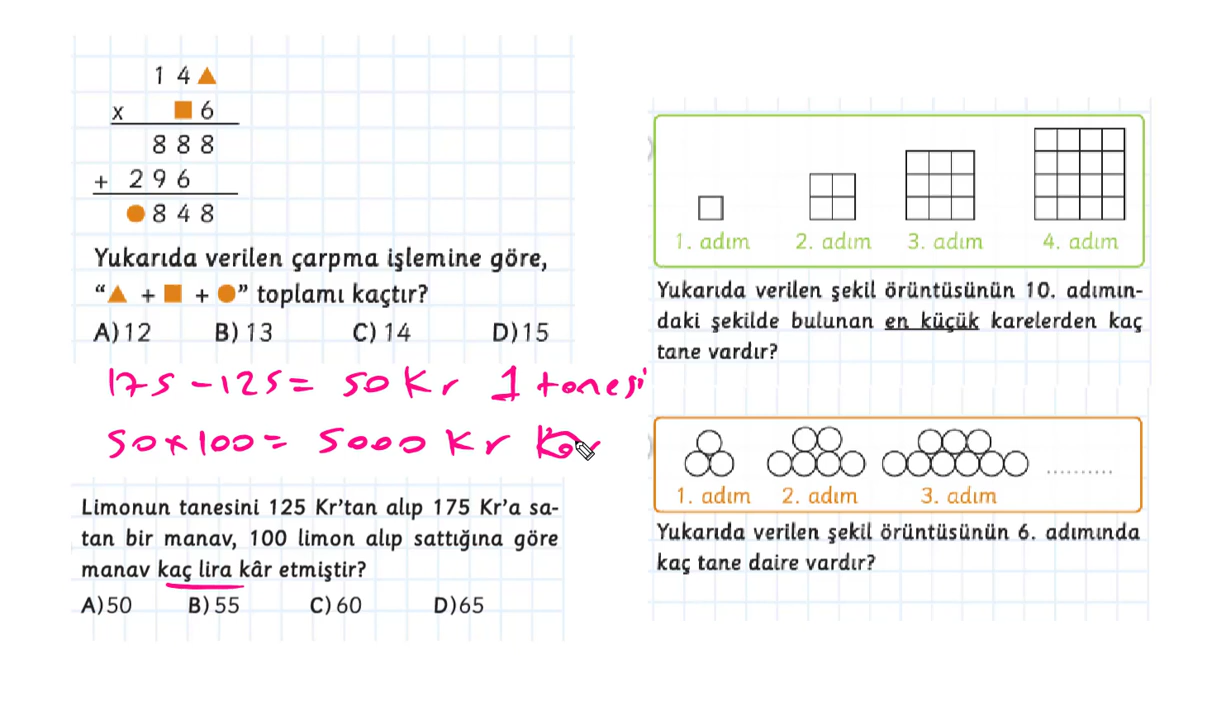 1 4 ▲
x ■ 6
8 8 8
+ 2 9 6
● 8 4 8
Yukarıda verilen çarpma işlemine göre,
“▲ + ■ + ●” toplamı kaçtır?
A) 12 B) 13 C) 14 D) 15
175 - 125 = 50 Kr 1 tanesi
50 x 100 = 5000 Kr
Limonun tanesini 125 Kr’tan alıp 175 Kr’a sa-
tan bir manav, 100 limon alıp sattığına göre
manav kaç lira kâr etmiştir?
A) 50 B) 55 C) 60 D) 65
1. adım 2. adım 3. adım 4. adım
Yukarıda verilen şekil örüntüsünün 10. adımın-
daki şekilde bulunan en küçük karelerden kaç
tane vardır?
1. adım 2. adım 3. adım ..........
Yukarıda verilen şekil örüntüsünün 6. adımında
kaç tane daire vardır?